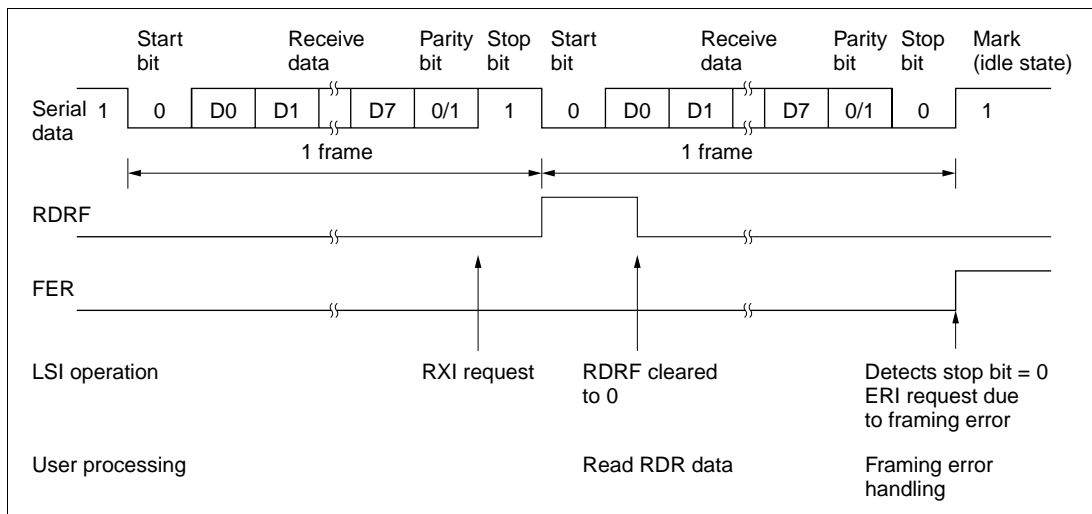 Start bit Receive data Parity bit Stop bit Start bit Receive data Parity bit Stop bit Mark (idle state)
Serial data 1 0 D0 D1 D7 0/1 1 0 D0 D1 D7 0/1 0 1
1 frame 1 frame
RDRF
FER
LSI operation RXI request RDRF cleared to 0 Detects stop bit = 0 ERI request due to framing error
User processing Read RDR data Framing error handling